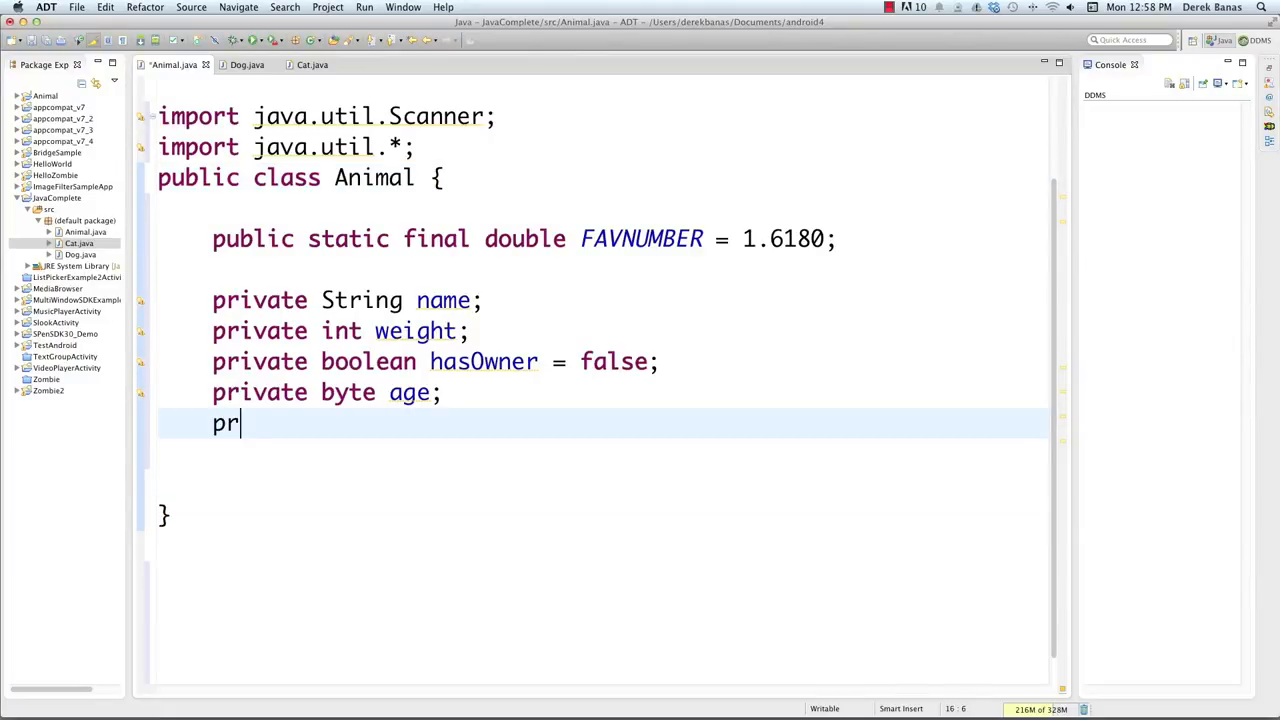 ADT File Edit Refactor Source Navigate Search Project Run Window Help
10 Mon 12:58 PM Derek Banas
Java - JavaComplete/src/Animal.java - ADT - /Users/derekbanas/Documents/android4
Quick Access Java DDMS
Package Exp
*Animal.java Dog.java Cat.java
Console
DDMS
Animal
appcompat_v7
appcompat_v7_2
appcompat_v7_3
appcompat_v7_4
BridgeSample
HelloWorld
HelloZombie
ImageFilterSampleApp
JavaComplete
src
(default package)
Animal.java
Cat.java
Dog.java
JRE System Library [Ja
ListPickerExample2Activi
MediaBrowser
MultiWindowSDKExample
MusicPlayerActivity
SlookActivity
SPenSDK30_Demo
TestAndroid
TextGroupActivity
VideoPlayerActivity
Zombie
Zombie2
import java.util.Scanner;
import java.util.*;
public class Animal {
public static final double FAVNUMBER = 1.6180;
private String name;
private int weight;
private boolean hasOwner = false;
private byte age;
pr
}
Writable Smart Insert 16 : 6 216M of 328M